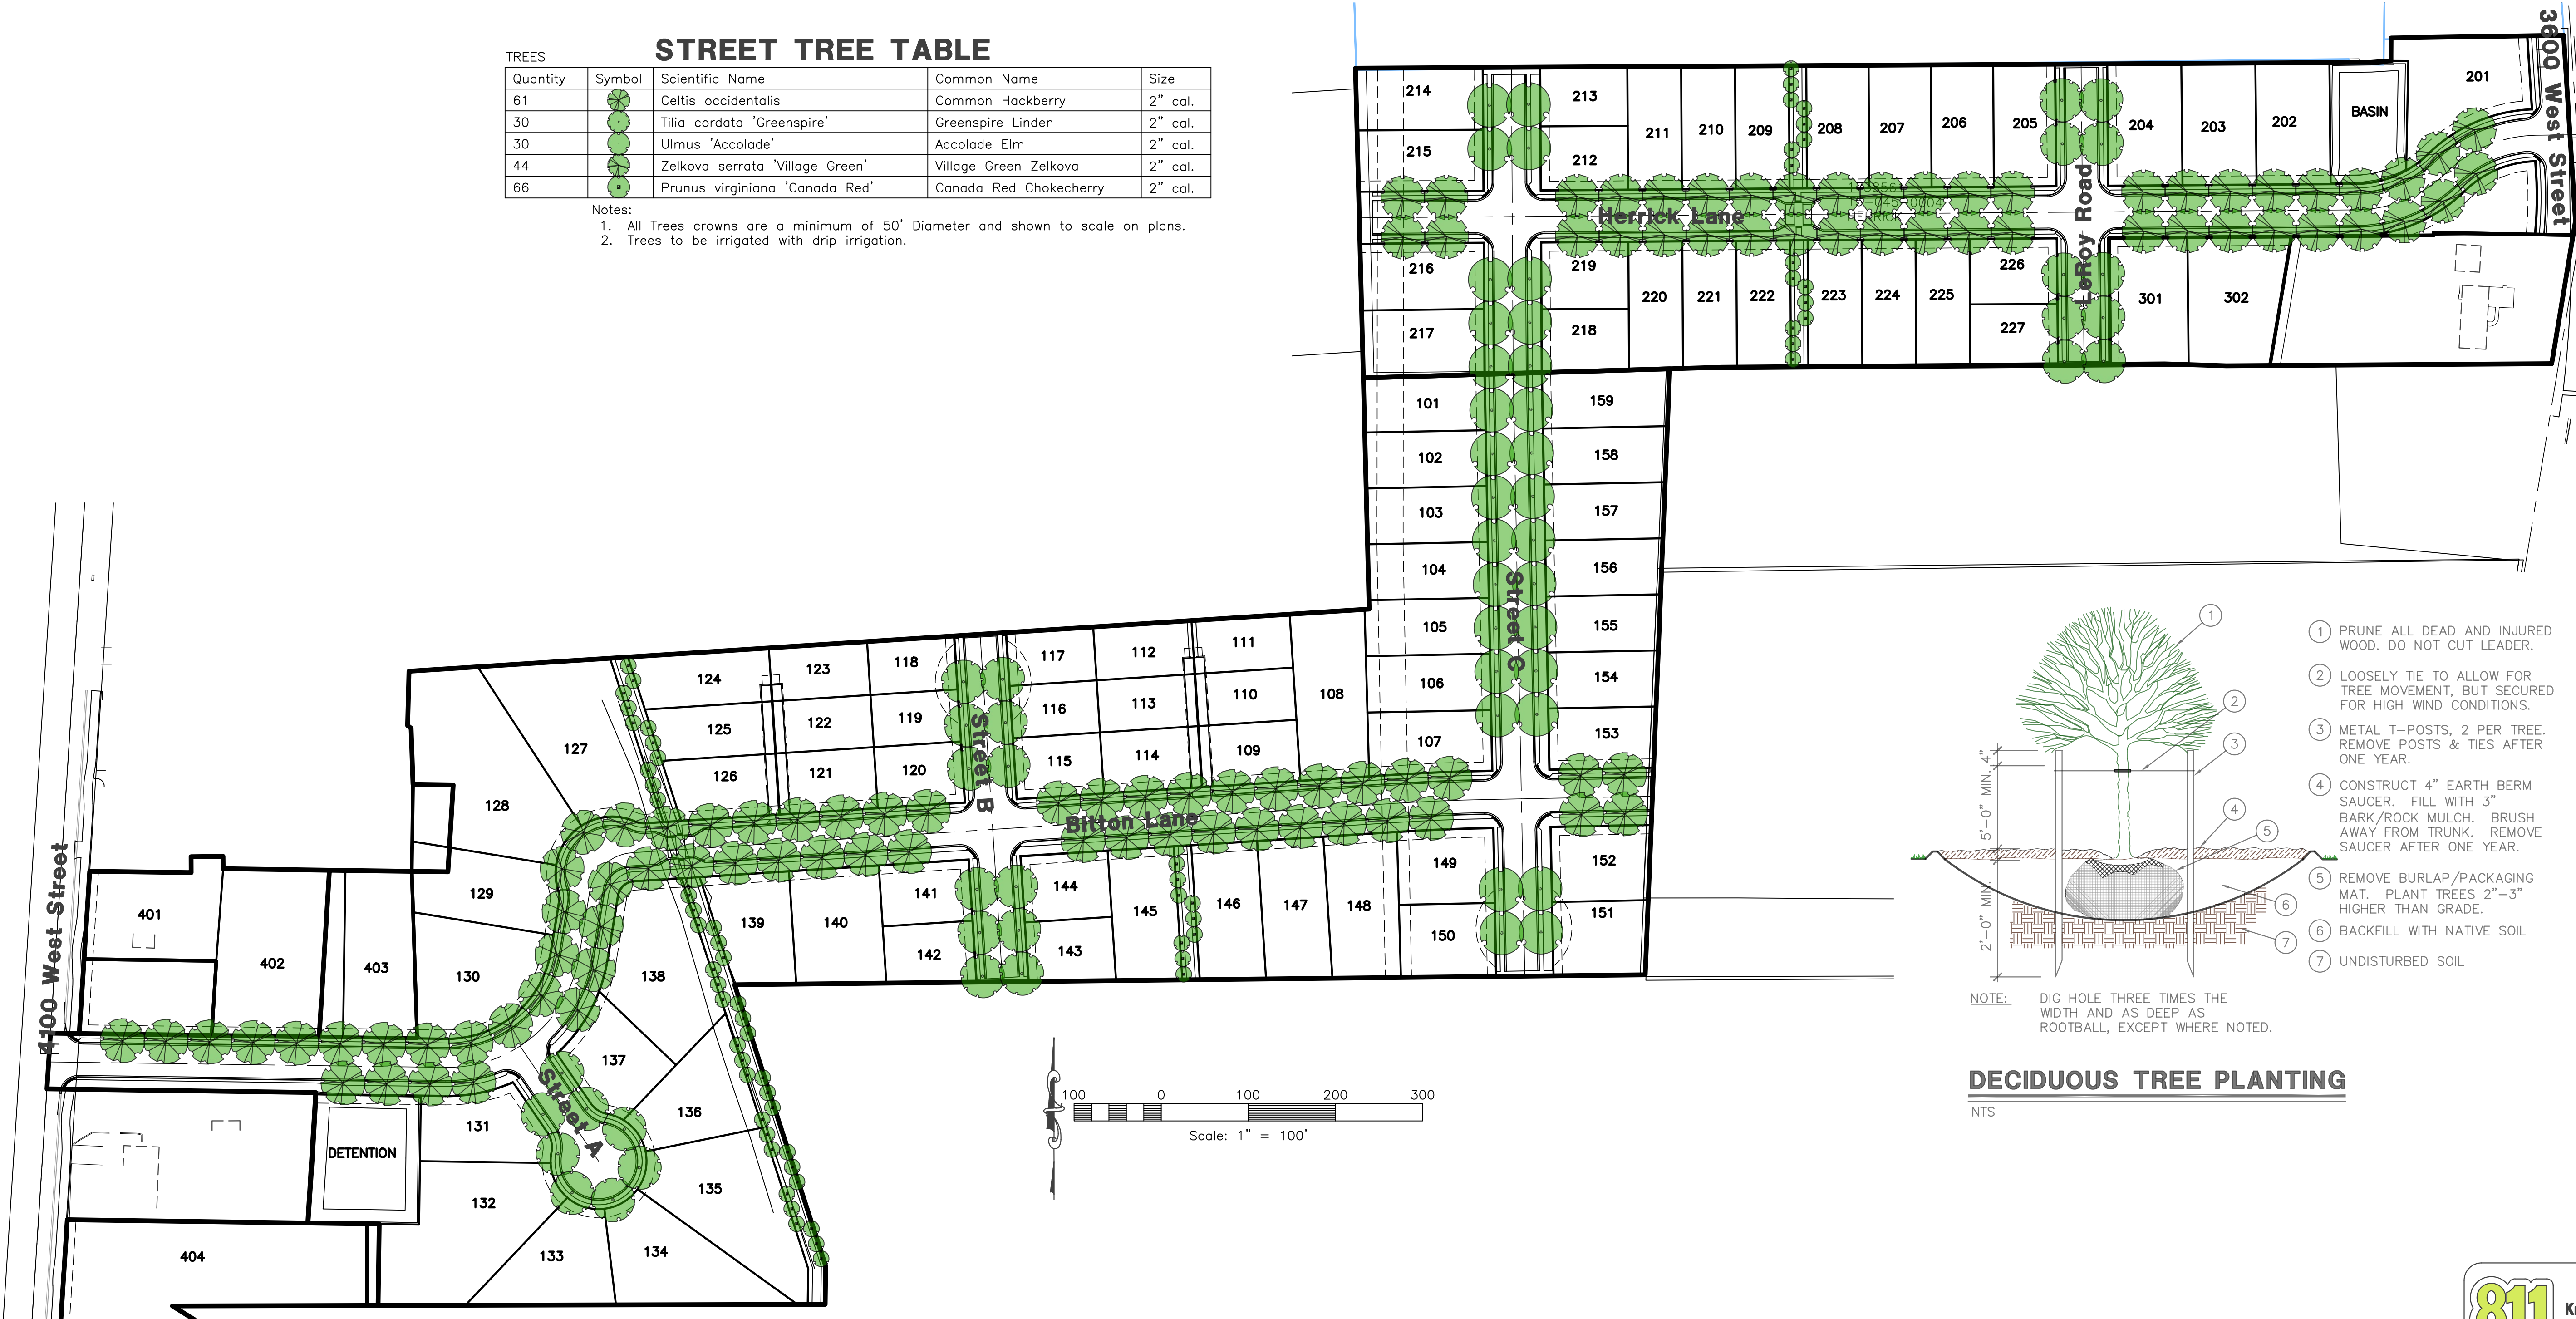 STREET TREE TABLE
TREES
Quantity Symbol Scientific Name Common Name Size
61 Celtis occidentalis Common Hackberry 2” cal.
30 Tilia cordata 'Greenspire' Greenspire Linden 2” cal.
30 Ulmus 'Accolade' Accolade Elm 2” cal.
44 Zelkova serrata 'Village Green' Village Green Zelkova 2” cal.
66 Prunus virginiana 'Canada Red' Canada Red Chokecherry 2” cal.
Notes:
1. All Trees crowns are a minimum of 50' Diameter and shown to scale on plans.
2. Trees to be irrigated with drip irrigation.
3600 West Street
201
BASIN
214
213
211
210
209
208
207
206
205
204
203
202
215
212
Herrick Lane
LeRoy Road
HERRICK
216
219
220
221
222
223
224
225
226
301
302
217
218
227
101
159
102
158
103
157
104
156
Street C
105
155
106
154
107
153
108
111
112
117
118
123
124
110
113
116
119
122
125
109
114
115
120
121
126
127
128
129
130
Street B
Bitton Lane
4100 West Street
401
402
403
404
138
139
140
141
142
143
144
145
146
147
148
149
150
151
152
137
136
135
134
133
132
131
Street A
DETENTION
100 0 100 200 300
Scale: 1” = 100'
1
2
3
4
5
6
7
2'-0” MIN.
5'-0” MIN.
4”
1 PRUNE ALL DEAD AND INJURED
WOOD. DO NOT CUT LEADER.
2 LOOSELY TIE TO ALLOW FOR
TREE MOVEMENT, BUT SECURED
FOR HIGH WIND CONDITIONS.
3 METAL T-POSTS, 2 PER TREE.
REMOVE POSTS & TIES AFTER
ONE YEAR.
4 CONSTRUCT 4” EARTH BERM
SAUCER. FILL WITH 3”
BARK/ROCK MULCH. BRUSH
AWAY FROM TRUNK. REMOVE
SAUCER AFTER ONE YEAR.
5 REMOVE BURLAP/PACKAGING
MAT. PLANT TREES 2”-3”
HIGHER THAN GRADE.
6 BACKFILL WITH NATIVE SOIL
7 UNDISTURBED SOIL
NOTE: DIG HOLE THREE TIMES THE
WIDTH AND AS DEEP AS
ROOTBALL, EXCEPT WHERE NOTED.
DECIDUOUS TREE PLANTING
NTS
811